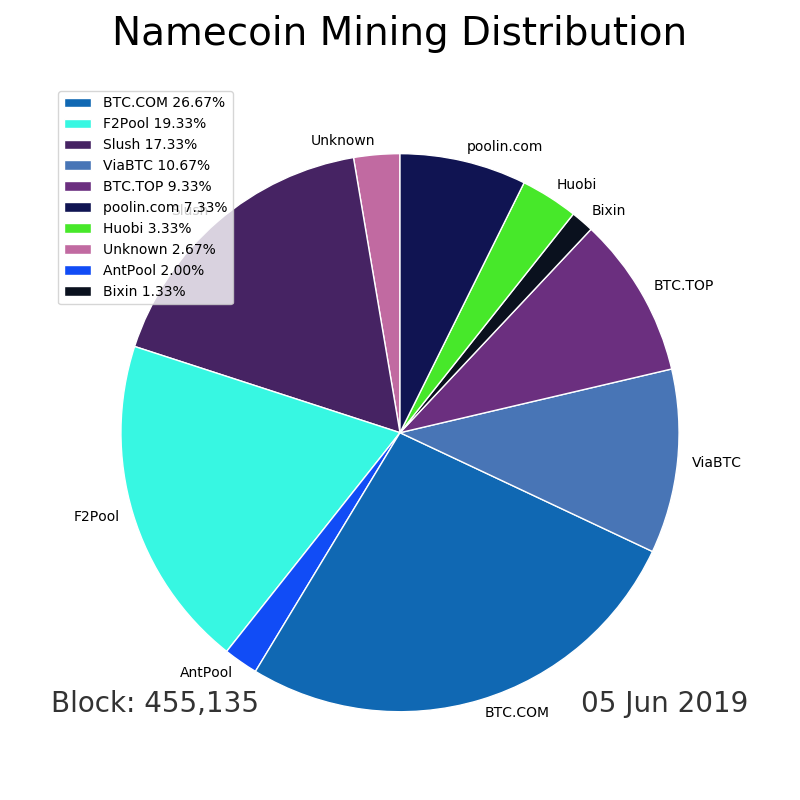 Namecoin Mining Distribution
BTC.COM 26.67%
F2Pool 19.33%
Slush 17.33%
ViaBTC 10.67%
BTC.TOP 9.33%
poolin.com 7.33%
Huobi 3.33%
Unknown 2.67%
AntPool 2.00%
Bixin 1.33%
Unknown
poolin.com
Huobi
Bixin
Slush
BTC.TOP
ViaBTC
F2Pool
AntPool
BTC.COM
Block: 455,135
05 Jun 2019